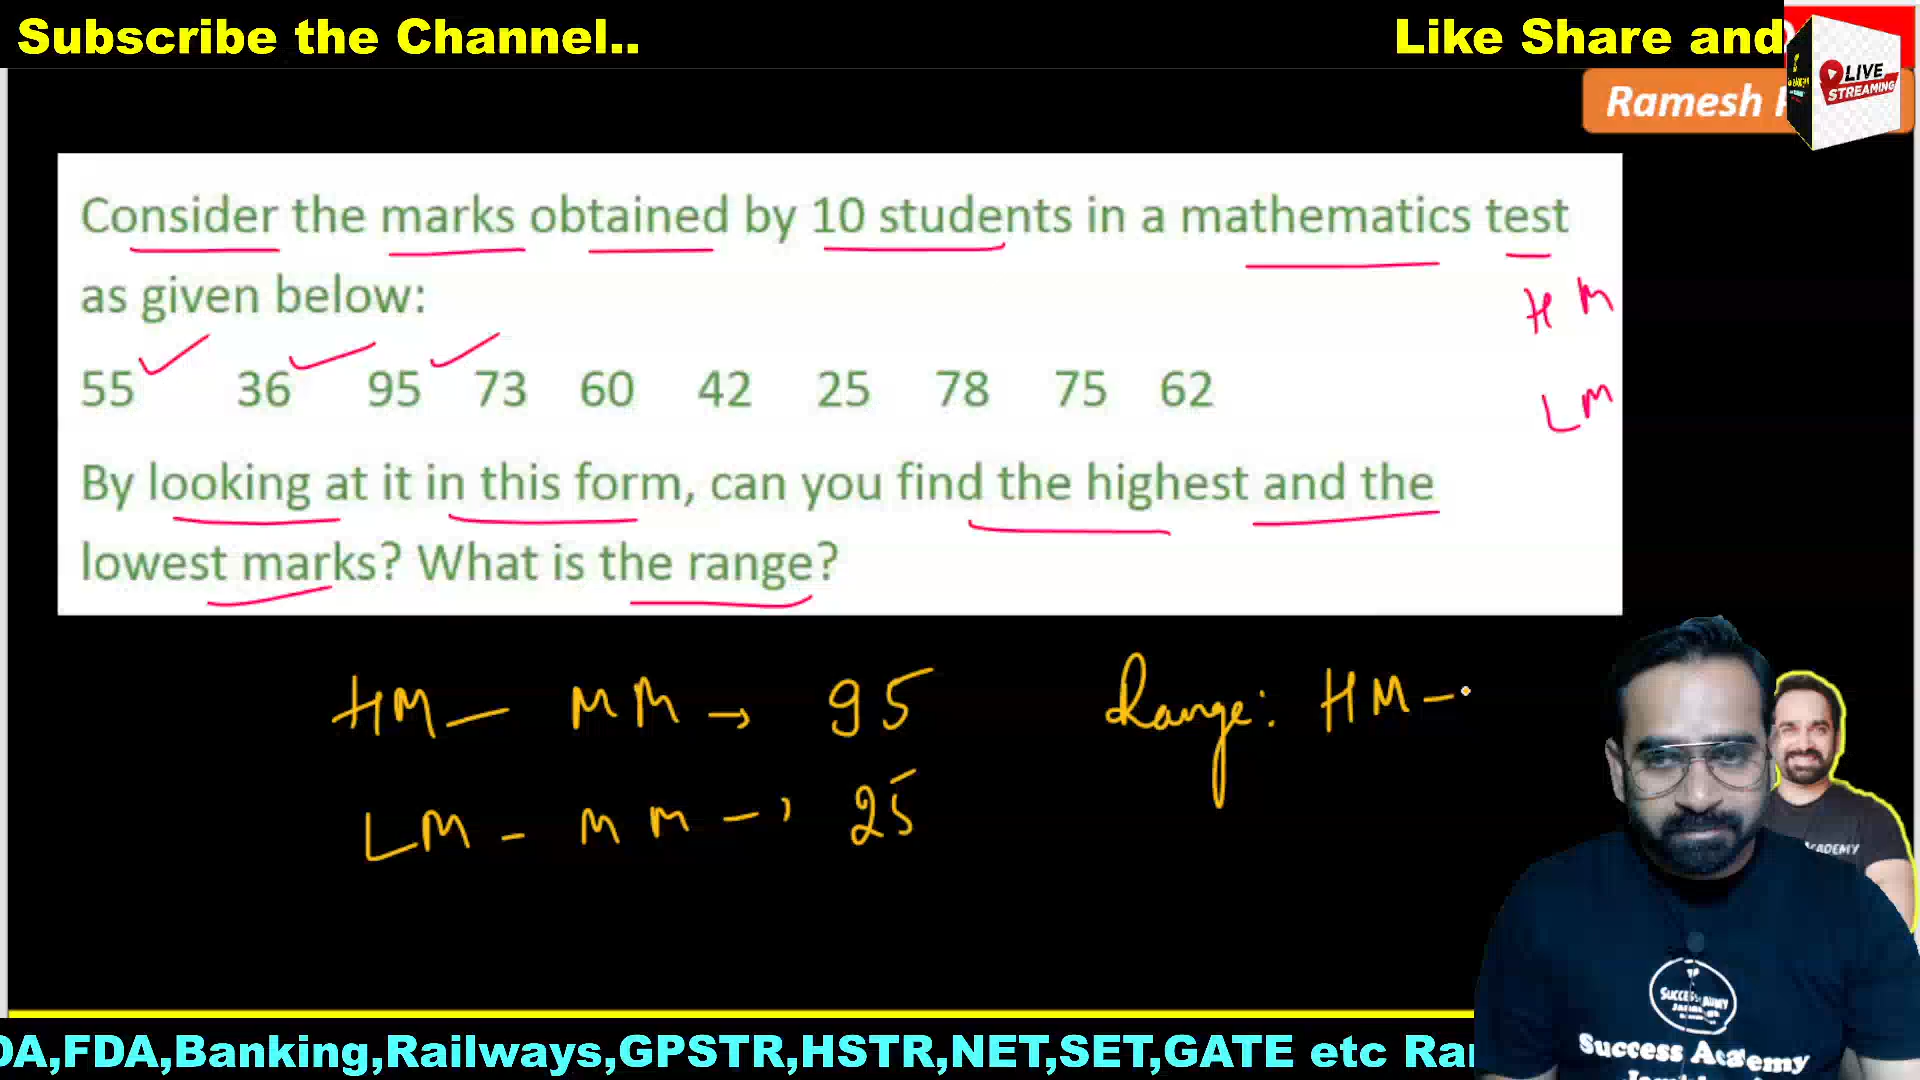 Subscribe the Channel..
Like Share and
LIVE
STREAMING
Ramesh
Consider the marks obtained by 10 students in a mathematics test
as given below:
H M
55 36 95 73 60 42 25 78 75 62
L M
By looking at it in this form, can you find the highest and the
lowest marks? What is the range?
HM — MM → 95
Range: HM —
LM - MM → 25
ACADEMY
Success Academy
DA,FDA,Banking,Railways,GPSTR,HSTR,NET,SET,GATE etc Ra